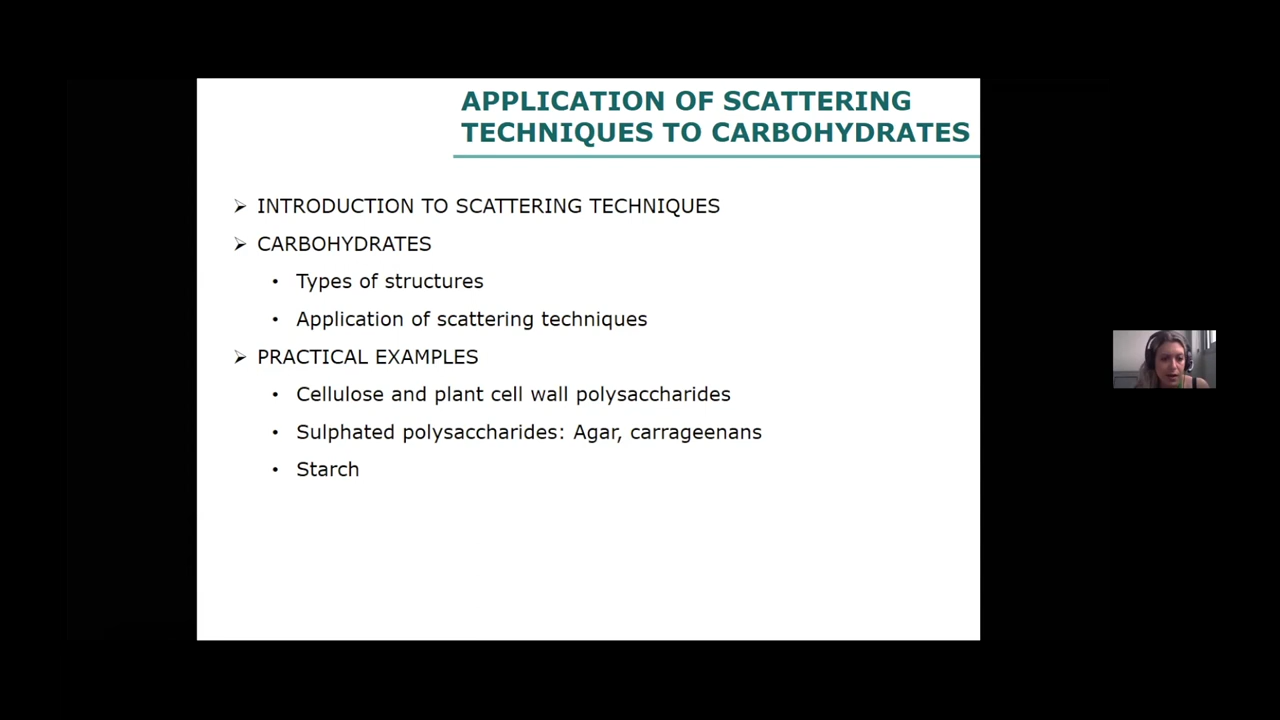 APPLICATION OF SCATTERING
TECHNIQUES TO CARBOHYDRATES
➢ INTRODUCTION TO SCATTERING TECHNIQUES
➢ CARBOHYDRATES
• Types of structures
• Application of scattering techniques
➢ PRACTICAL EXAMPLES
• Cellulose and plant cell wall polysaccharides
• Sulphated polysaccharides: Agar, carrageenans
• Starch